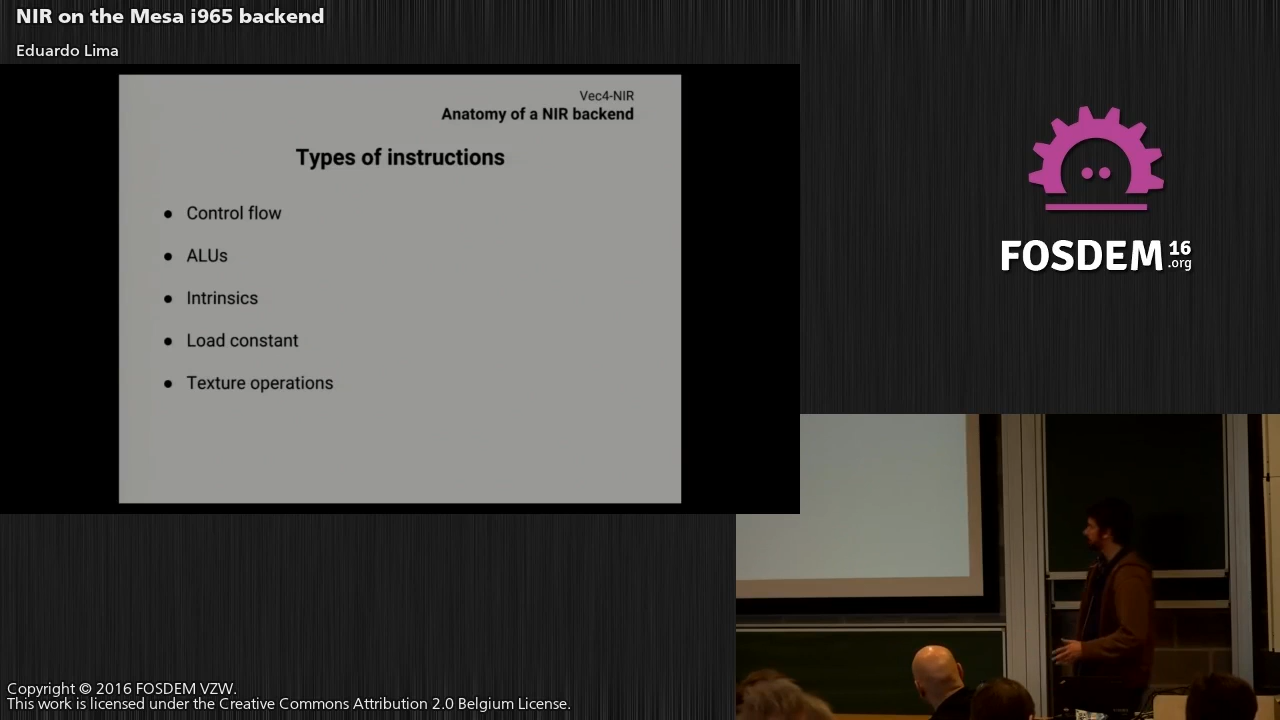 NIR on the Mesa i965 backend
Eduardo Lima
Vec4-NIR
Anatomy of a NIR backend
Types of instructions
● Control flow
● ALUs
● Intrinsics
● Load constant
● Texture operations
FOSDEM 16
.org
Copyright © 2016 FOSDEM VZW.
This work is licensed under the Creative Commons Attribution 2.0 Belgium License.